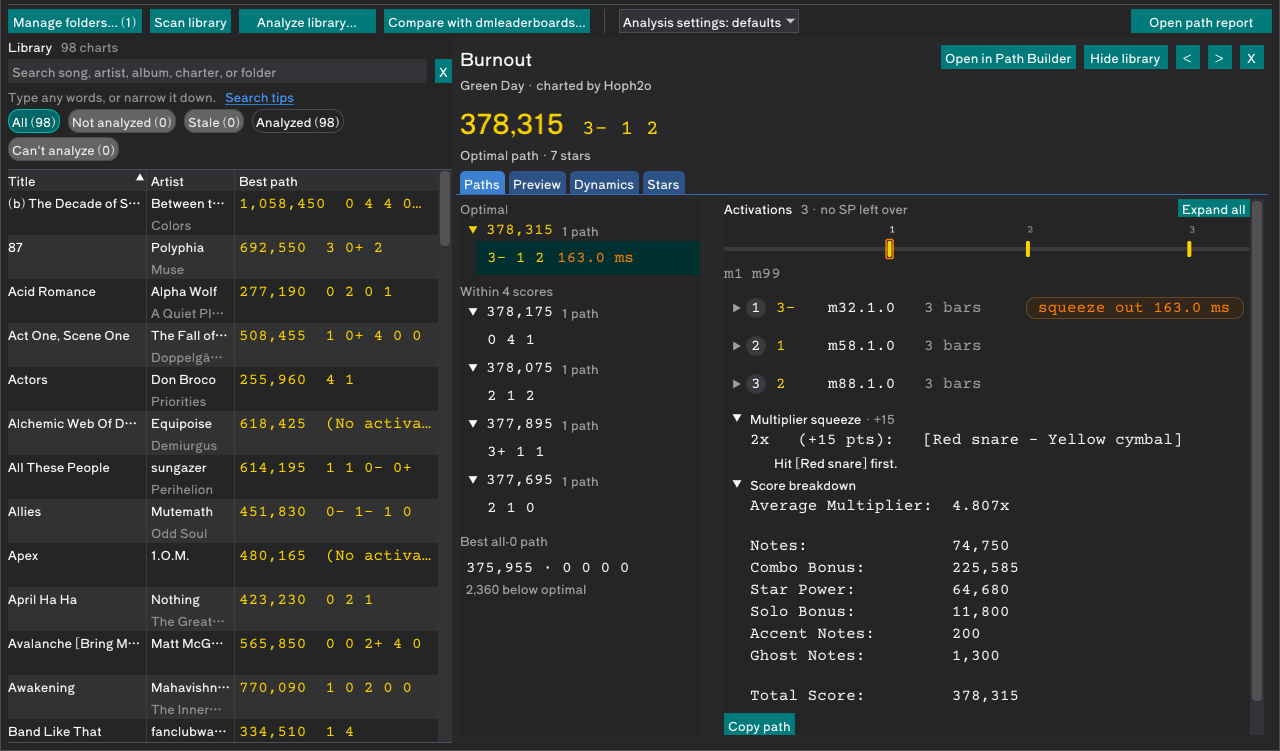 Manage folders... (1) Scan library Analyze library... Compare with dmleaderboards... Analysis settings: defaults Open path report
Library 98 charts
Search song, artist, album, charter, or folder X
Type any words, or narrow it down. Search tips
All (98) Not analyzed (0) Stale (0) Analyzed (98)
Can't analyze (0)
Title Artist Best path
(b) The Decade of S··· Between t··· 1,058,450 0 4 4 0…
Colors
87 Polyphia 692,550 3 0+ 2
Muse
Acid Romance Alpha Wolf 277,190 0 2 0 1
A Quiet Pl···
Act One, Scene One The Fall of··· 508,455 1 0+ 4 0 0
Doppelgä···
Actors Don Broco 255,960 4 1
Priorities
Alchemic Web Of D··· Equipoise 618,425 (No activa…
Demiurgus
All These People sungazer 614,195 1 1 0- 0+
Perihelion
Allies Mutemath 451,830 0- 1- 1 0
Odd Soul
Apex 1.O.M. 480,165 (No activa…
April Ha Ha Nothing 423,230 0 2 1
The Great···
Avalanche [Bring M··· Matt McG··· 565,850 0 0 2+ 4 0
Awakening Mahavishn··· 770,090 1 0 2 0 0
The Inner···
Band Like That fanclubwa··· 334,510 1 4
Burnout Open in Path Builder Hide library < > X
Green Day · charted by Hoph2o
378,315 3- 1 2
Optimal path · 7 stars
Paths Preview Dynamics Stars
Optimal
378,315 1 path
3- 1 2 163.0 ms
Within 4 scores
378,175 1 path
0 4 1
378,075 1 path
2 1 2
377,895 1 path
3+ 1 1
377,695 1 path
2 1 0
Best all-0 path
375,955 · 0 0 0 0
2,360 below optimal
Activations 3 · no SP left over Expand all
1 2 3
m1 m99
1 3- m32.1.0 3 bars squeeze out 163.0 ms
2 1 m58.1.0 3 bars
3 2 m88.1.0 3 bars
Multiplier squeeze · +15
2x (+15 pts): [Red snare - Yellow cymbal]
Hit [Red snare] first.
Score breakdown
Average Multiplier: 4.807x
Notes: 74,750
Combo Bonus: 225,585
Star Power: 64,680
Solo Bonus: 11,800
Accent Notes: 200
Ghost Notes: 1,300
Total Score: 378,315
Copy path